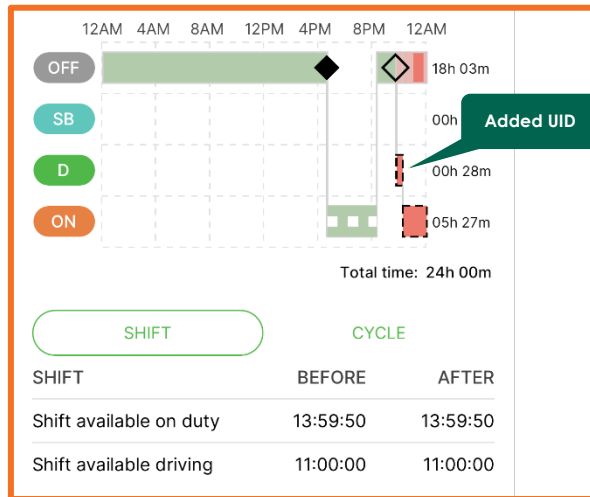 12AM 4AM 8AM 12PM 4PM 8PM 12AM
OFF 18h 03m
SB 00h
Added UID
D 00h 28m
ON 05h 27m
Total time: 24h 00m
SHIFT CYCLE
SHIFT BEFORE AFTER
Shift available on duty 13:59:50 13:59:50
Shift available driving 11:00:00 11:00:00